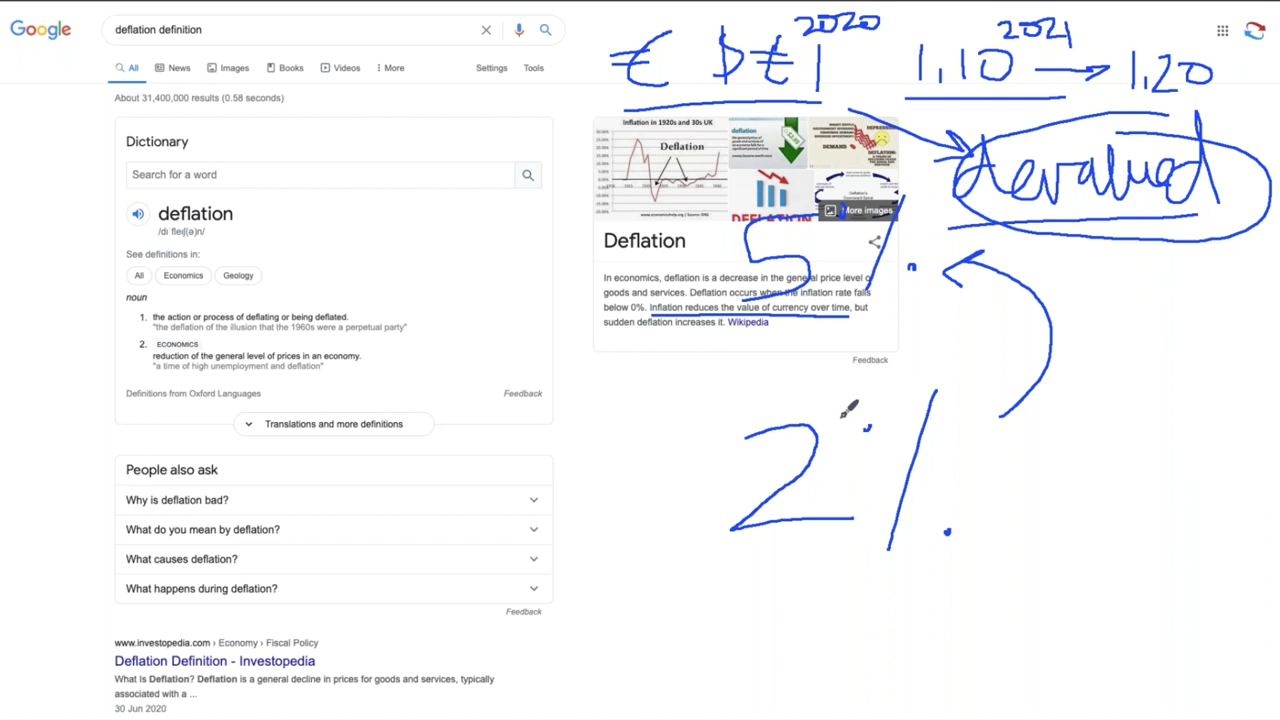 Google
deflation definition
All
News
Images
Books
Videos
More
Settings
Tools
About 31,400,000 results (0.58 seconds)
Dictionary
Search for a word
deflation
/dɪˈfleɪʃ(ə)n/
See definitions in:
All
Economics
Geology
noun
1. the action or process of deflating or being deflated.
"the deflation of the illusion that the 1960s were a perpetual party"
2. ECONOMICS
reduction of the general level of prices in an economy.
"a time of high unemployment and deflation"
Definitions from Oxford Languages
Feedback
Translations and more definitions
People also ask
Why is deflation bad?
What do you mean by deflation?
What causes deflation?
What happens during deflation?
Feedback
www.investopedia.com › Economy › Fiscal Policy
Deflation Definition - Investopedia
What Is Deflation? Deflation is a general decline in prices for goods and services, typically
associated with a ...
30 Jun 2020
€ $ £1 2020
1,10 2021 → 1,20
devalued
Inflation in 1920s and 30s UK
Deflation
deflation
DEMAND
DEFLATION
More images
Deflation
5%
In economics, deflation is a decrease in the general price level of
goods and services. Deflation occurs when the inflation rate falls
below 0%. Inflation reduces the value of currency over time, but
sudden deflation increases it. Wikipedia
Feedback
2%